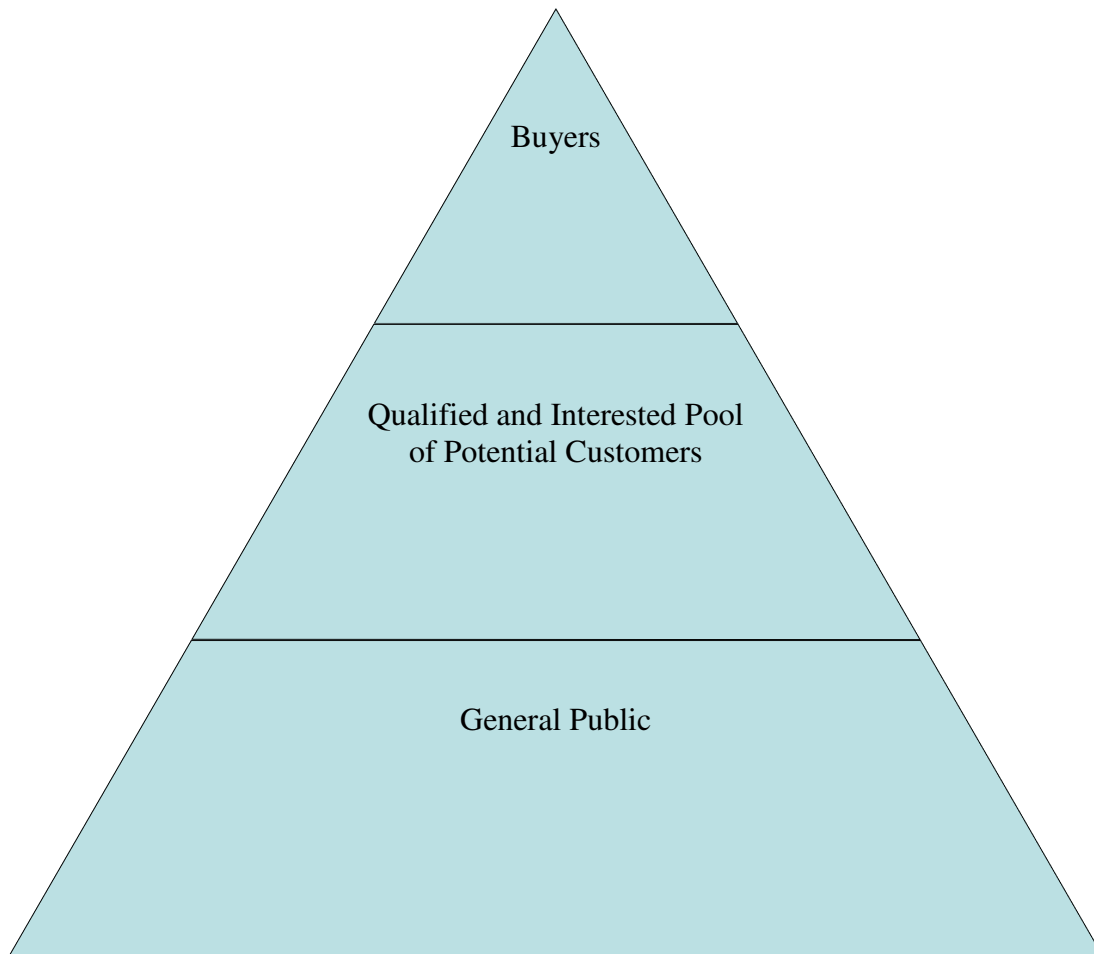 Buyers
Qualified and Interested Pool
of Potential Customers
General Public